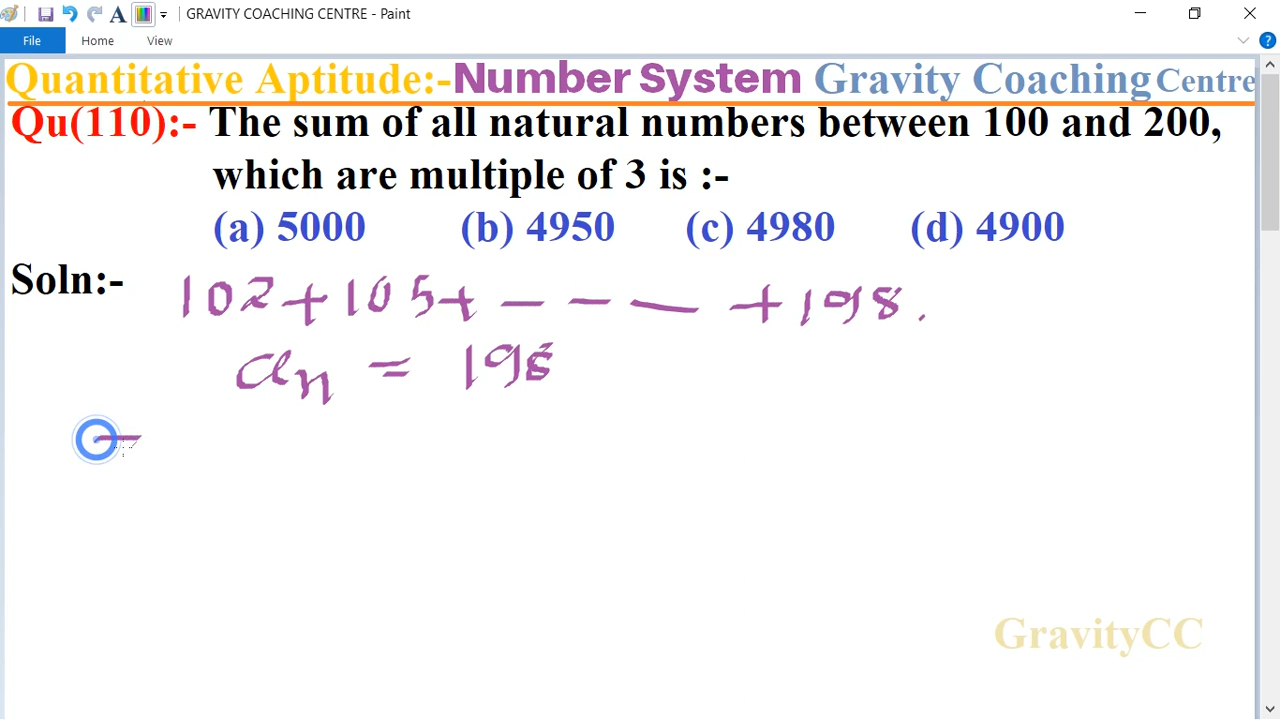 GRAVITY COACHING CENTRE - Paint
File Home View
Quantitative Aptitude:-Number System Gravity Coaching Centre
Qu(110):- The sum of all natural numbers between 100 and 200,
which are multiple of 3 is :-
(a) 5000 (b) 4950 (c) 4980 (d) 4900
Soln:- 102+105+ - - - +198.
an = 198
GravityCC